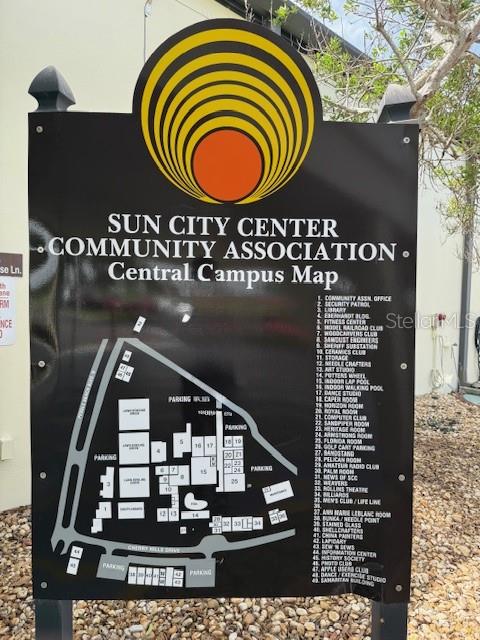 SUN CITY CENTER
COMMUNITY ASSOCIATION
Central Campus Map
1. COMMUNITY ASSN. OFFICE
2. SECURITY PATROL
3. LIBRARY
4. EBERHARDT BLDG.
5. FITNESS CENTER
6. MODEL RAILROAD CLUB
7. WOODCARVERS CLUB
8. SAWDUST ENGINEERS
9. SHERIFF SUBSTATION
10. CERAMICS CLUB
11. STORAGE
12. NEEDLE CRAFTERS
13. ART STUDIO
14. POTTERS WHEEL
15. INDOOR LAP POOL
16. INDOOR WALKING POOL
17. DANCE STUDIO
18. CAPER ROOM
19. HORIZON ROOM
20. ROYAL ROOM
21. COMPUTER CLUB
22. SANDPIPER ROOM
23. HERITAGE ROOM
24. ARMSTRONG ROOM
25. FLORIDA ROOM
26. GOLF CART PARKING
27. BANDSTAND
28. PELICAN ROOM
29. AMATEUR RADIO CLUB
30. PALM ROOM
31. NEWS OF SCC
32. WEAVERS
33. ROLLINS THEATRE
34. BILLIARDS
35. MEN'S CLUB / LIFE LINE
36.
37. ANN MARIE LEBLANC ROOM
38. BUNKA / NEEDLE POINT
39. STAINED GLASS
40. SHELLCRAFTERS
41. CHINA PAINTERS
42. LAPIDARY
43. SEW 'N SEWS
44. INFORMATION CENTER
45. HISTORY SOCIETY
46. PHOTO CLUB
47. APPLE USERS CLUB
48. DANCE / EXERCISE STUDIO
49. SAMARITAN BUILDING
PARKING
PARKING
PARKING
PARKING
CHERRY HILLS DRIVE
PARKING
PARKING
se Ln.
StellarMLS